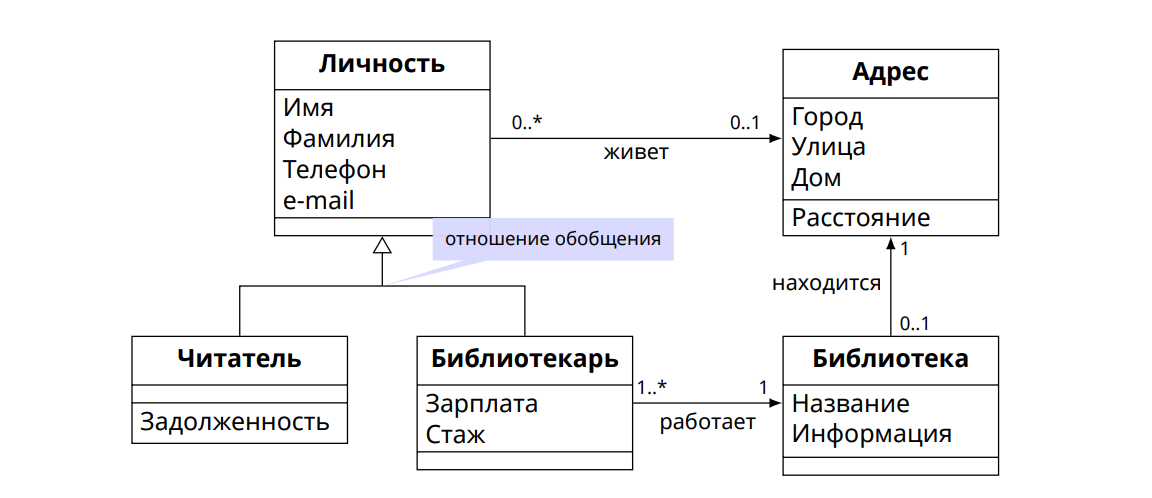 Личность
Имя
Фамилия
Телефон
e-mail
0..*
0..1
живет
Адрес
Город
Улица
Дом
Расстояние
отношение обобщения
1
находится
0..1
Читатель
Задолженность
Библиотекарь
Зарплата
Стаж
1..*
1
работает
Библиотека
Название
Информация